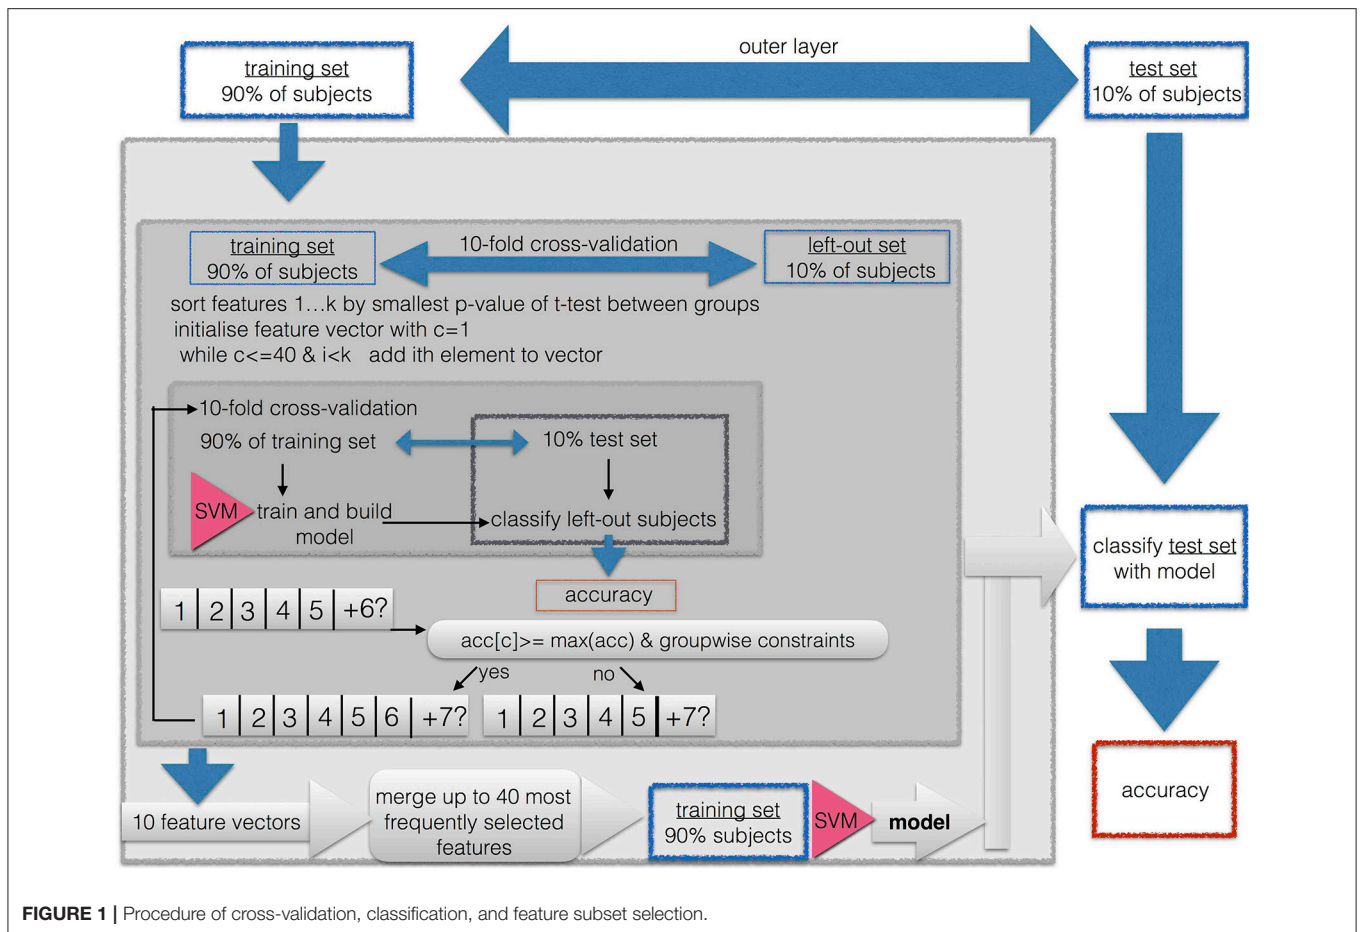 outer layer
training set
90% of subjects
test set
10% of subjects
training set
90% of subjects
10-fold cross-validation
left-out set
10% of subjects
sort features 1...k by smallest p-value of t-test between groups
initialise feature vector with c=1
while c<=40 & i<k add ith element to vector
10-fold cross-validation
90% of training set
10% test set
SVM
train and build
model
classify left-out subjects
classify test set
with model
accuracy
1 2 3 4 5 +6?
acc[c]>= max(acc) & groupwise constraints
yes
no
1 2 3 4 5 6 +7?
1 2 3 4 5 +7?
accuracy
10 feature vectors
merge up to 40 most
frequently selected
features
training set
90% subjects
SVM
model
FIGURE 1 | Procedure of cross-validation, classification, and feature subset selection.